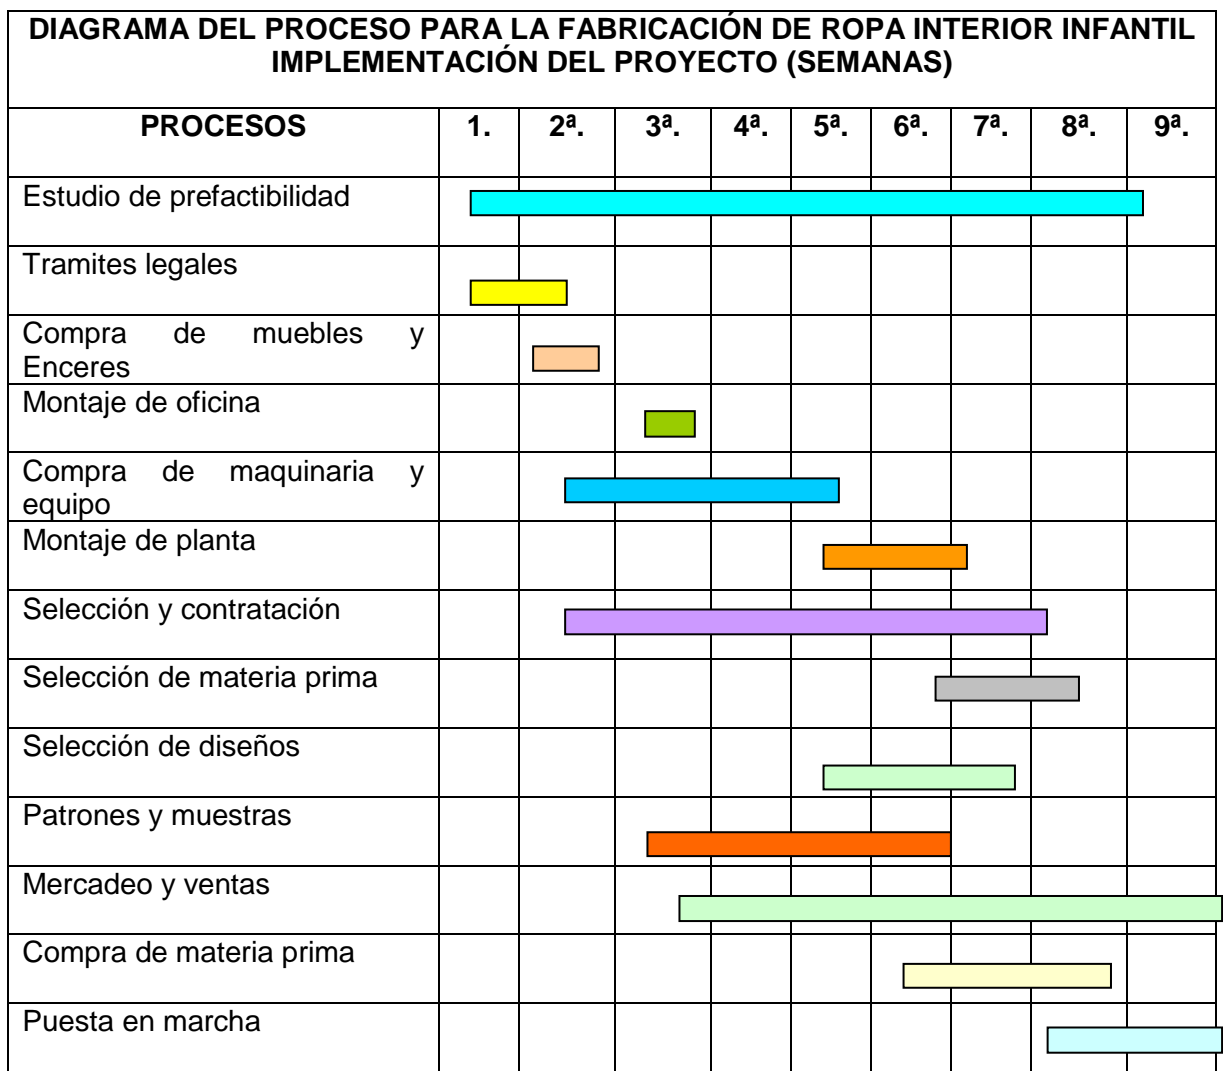 DIAGRAMA DEL PROCESO PARA LA FABRICACIÓN DE ROPA INTERIOR INFANTIL
IMPLEMENTACIÓN DEL PROYECTO (SEMANAS)
PROCESOS 1. 2ª. 3ª. 4ª. 5ª. 6ª. 7ª. 8ª. 9ª.
Estudio de prefactibilidad
Tramites legales
Compra de muebles y
Enceres
Montaje de oficina
Compra de maquinaria y
equipo
Montaje de planta
Selección y contratación
Selección de materia prima
Selección de diseños
Patrones y muestras
Mercadeo y ventas
Compra de materia prima
Puesta en marcha